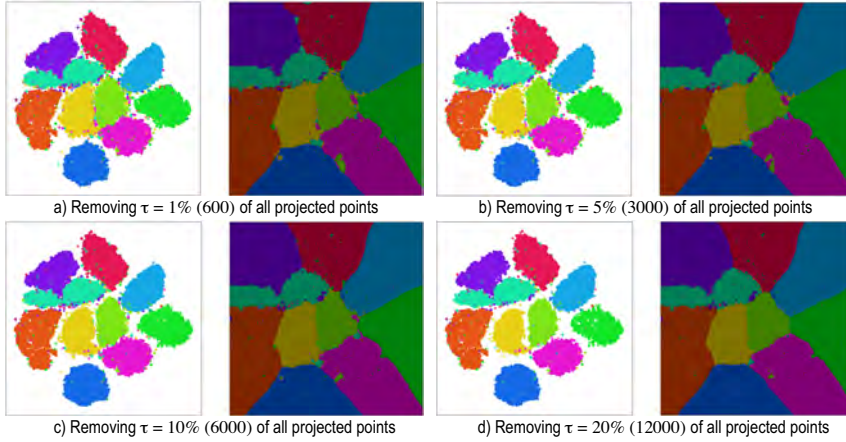 a) Removing τ = 1% (600) of all projected points
b) Removing τ = 5% (3000) of all projected points
c) Removing τ = 10% (6000) of all projected points
d) Removing τ = 20% (12000) of all projected points